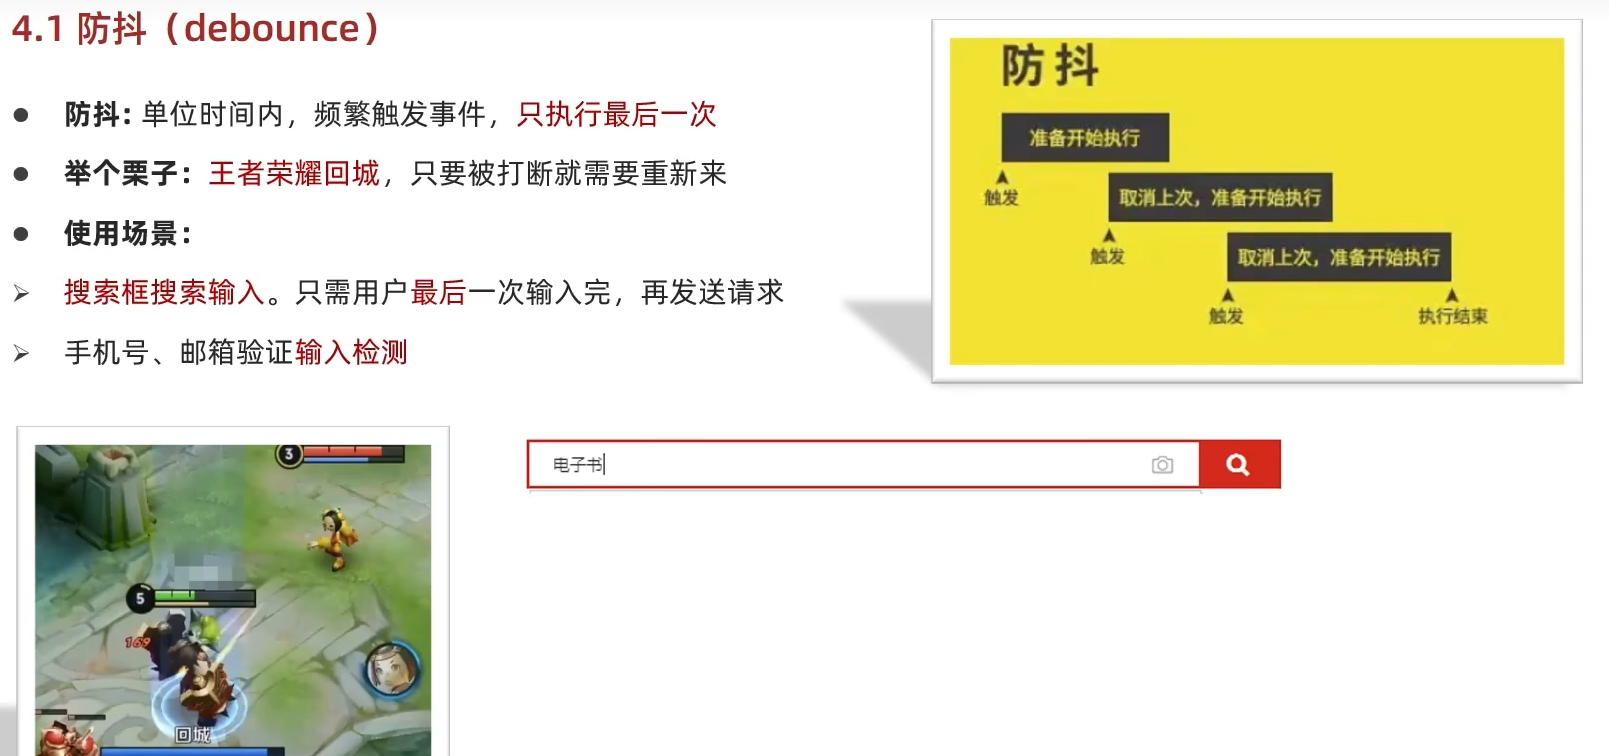 4.1 防抖（debounce）
● 防抖：单位时间内，频繁触发事件，只执行最后一次
● 举个栗子：王者荣耀回城，只要被打断就需要重新来
● 使用场景：
➢ 搜索框搜索输入。只需用户最后一次输入完，再发送请求
➢ 手机号、邮箱验证输入检测
防抖
准备开始执行
触发
取消上次，准备开始执行
触发
取消上次，准备开始执行
触发 执行结束
电子书
3
5
169
回城